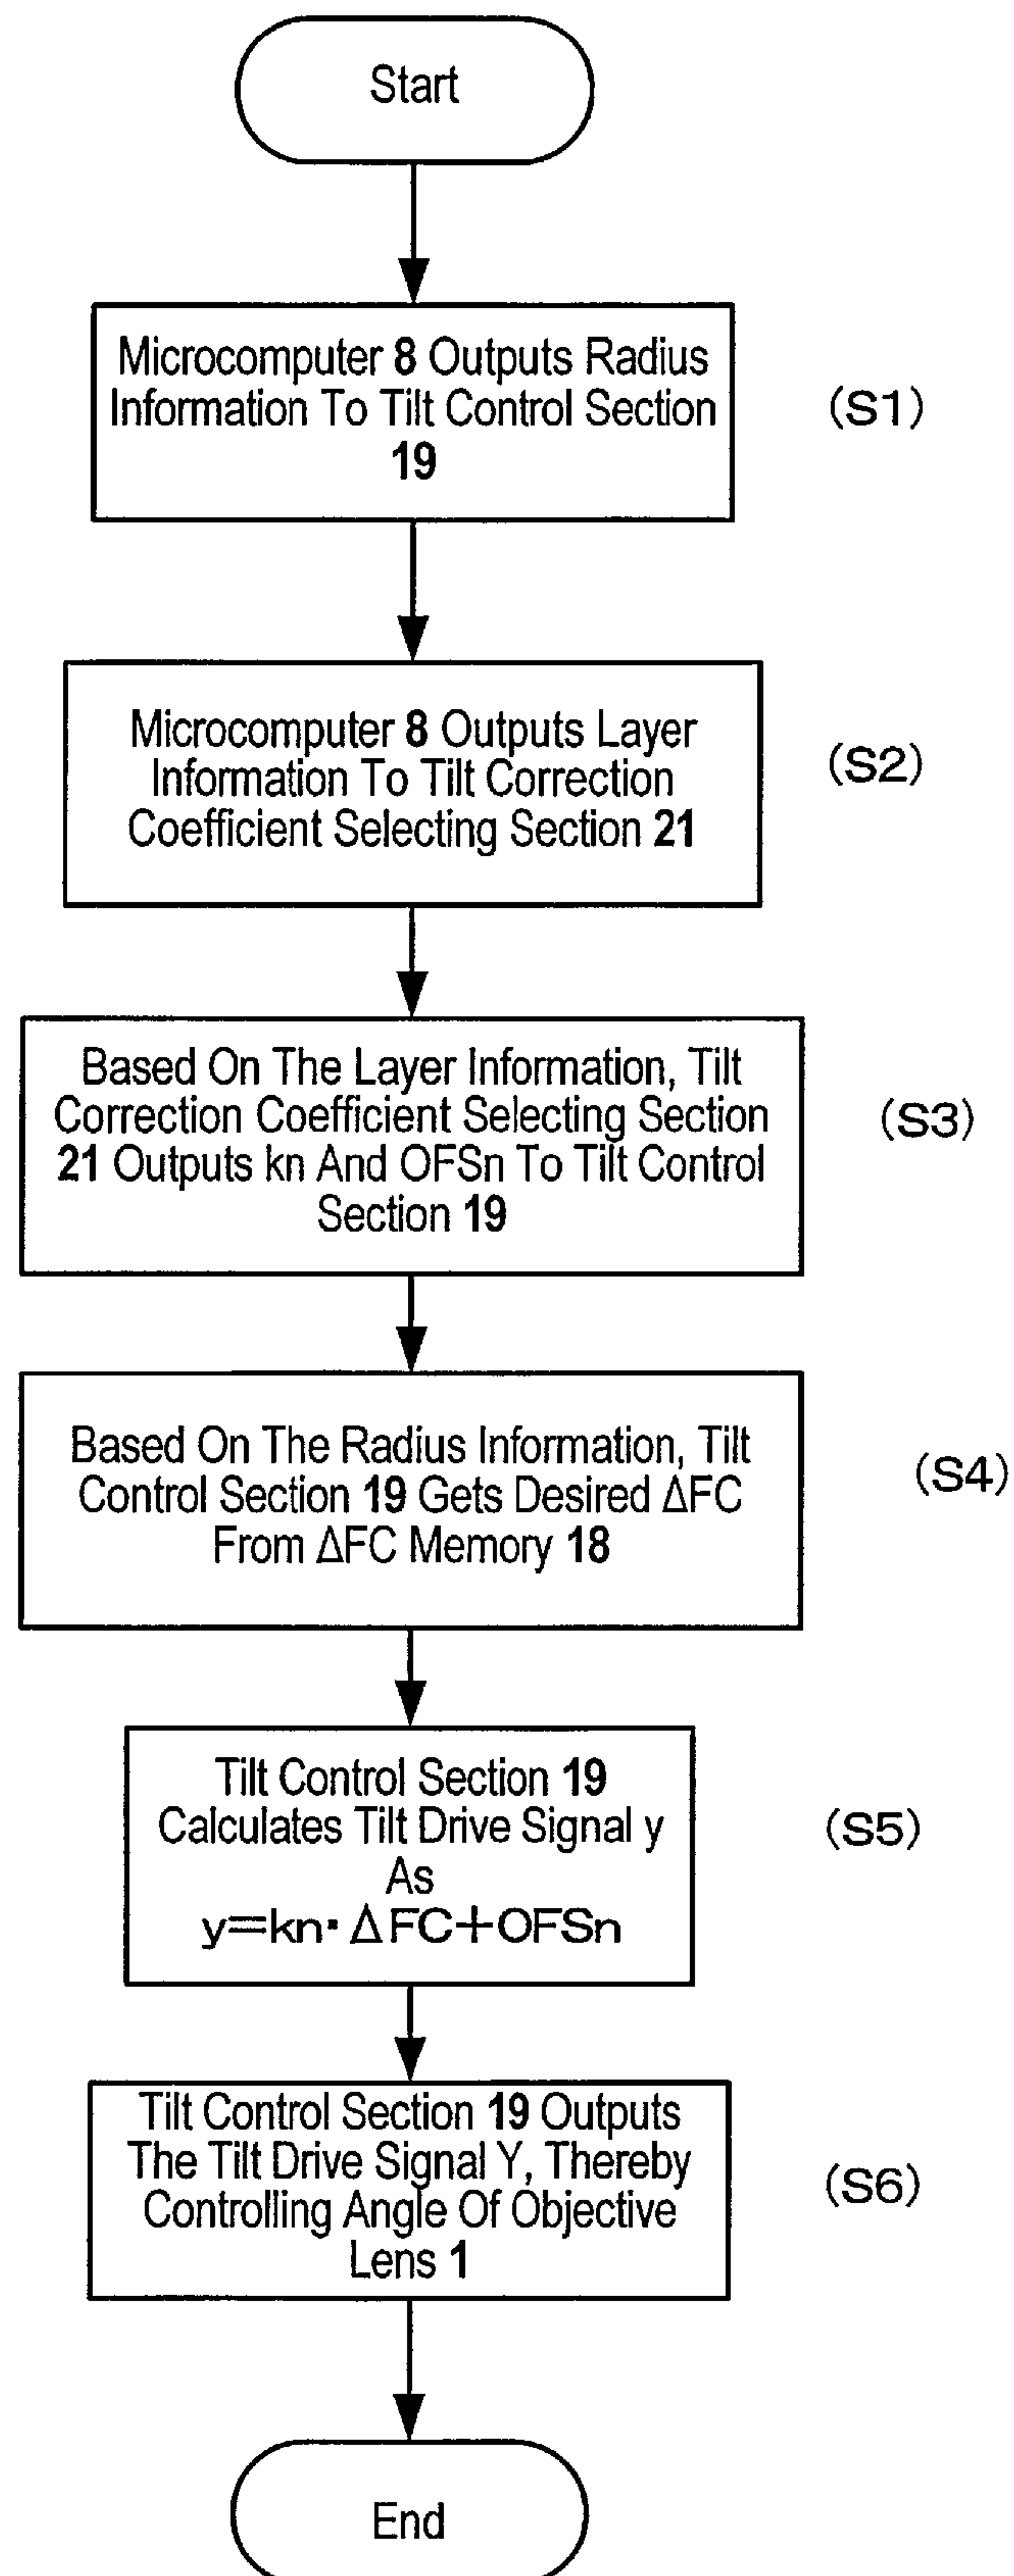 Start
Microcomputer 8 Outputs Radius
Information To Tilt Control Section
19
(S1)
Microcomputer 8 Outputs Layer
Information To Tilt Correction
Coefficient Selecting Section 21
(S2)
Based On The Layer Information, Tilt
Correction Coefficient Selecting Section
21 Outputs kn And OFSn To Tilt Control
Section 19
(S3)
Based On The Radius Information, Tilt
Control Section 19 Gets Desired ΔFC
From ΔFC Memory 18
(S4)
Tilt Control Section 19
Calculates Tilt Drive Signal y
As
y=kn· ΔFC+OFSn
(S5)
Tilt Control Section 19 Outputs
The Tilt Drive Signal Y, Thereby
Controlling Angle Of Objective
Lens 1
(S6)
End